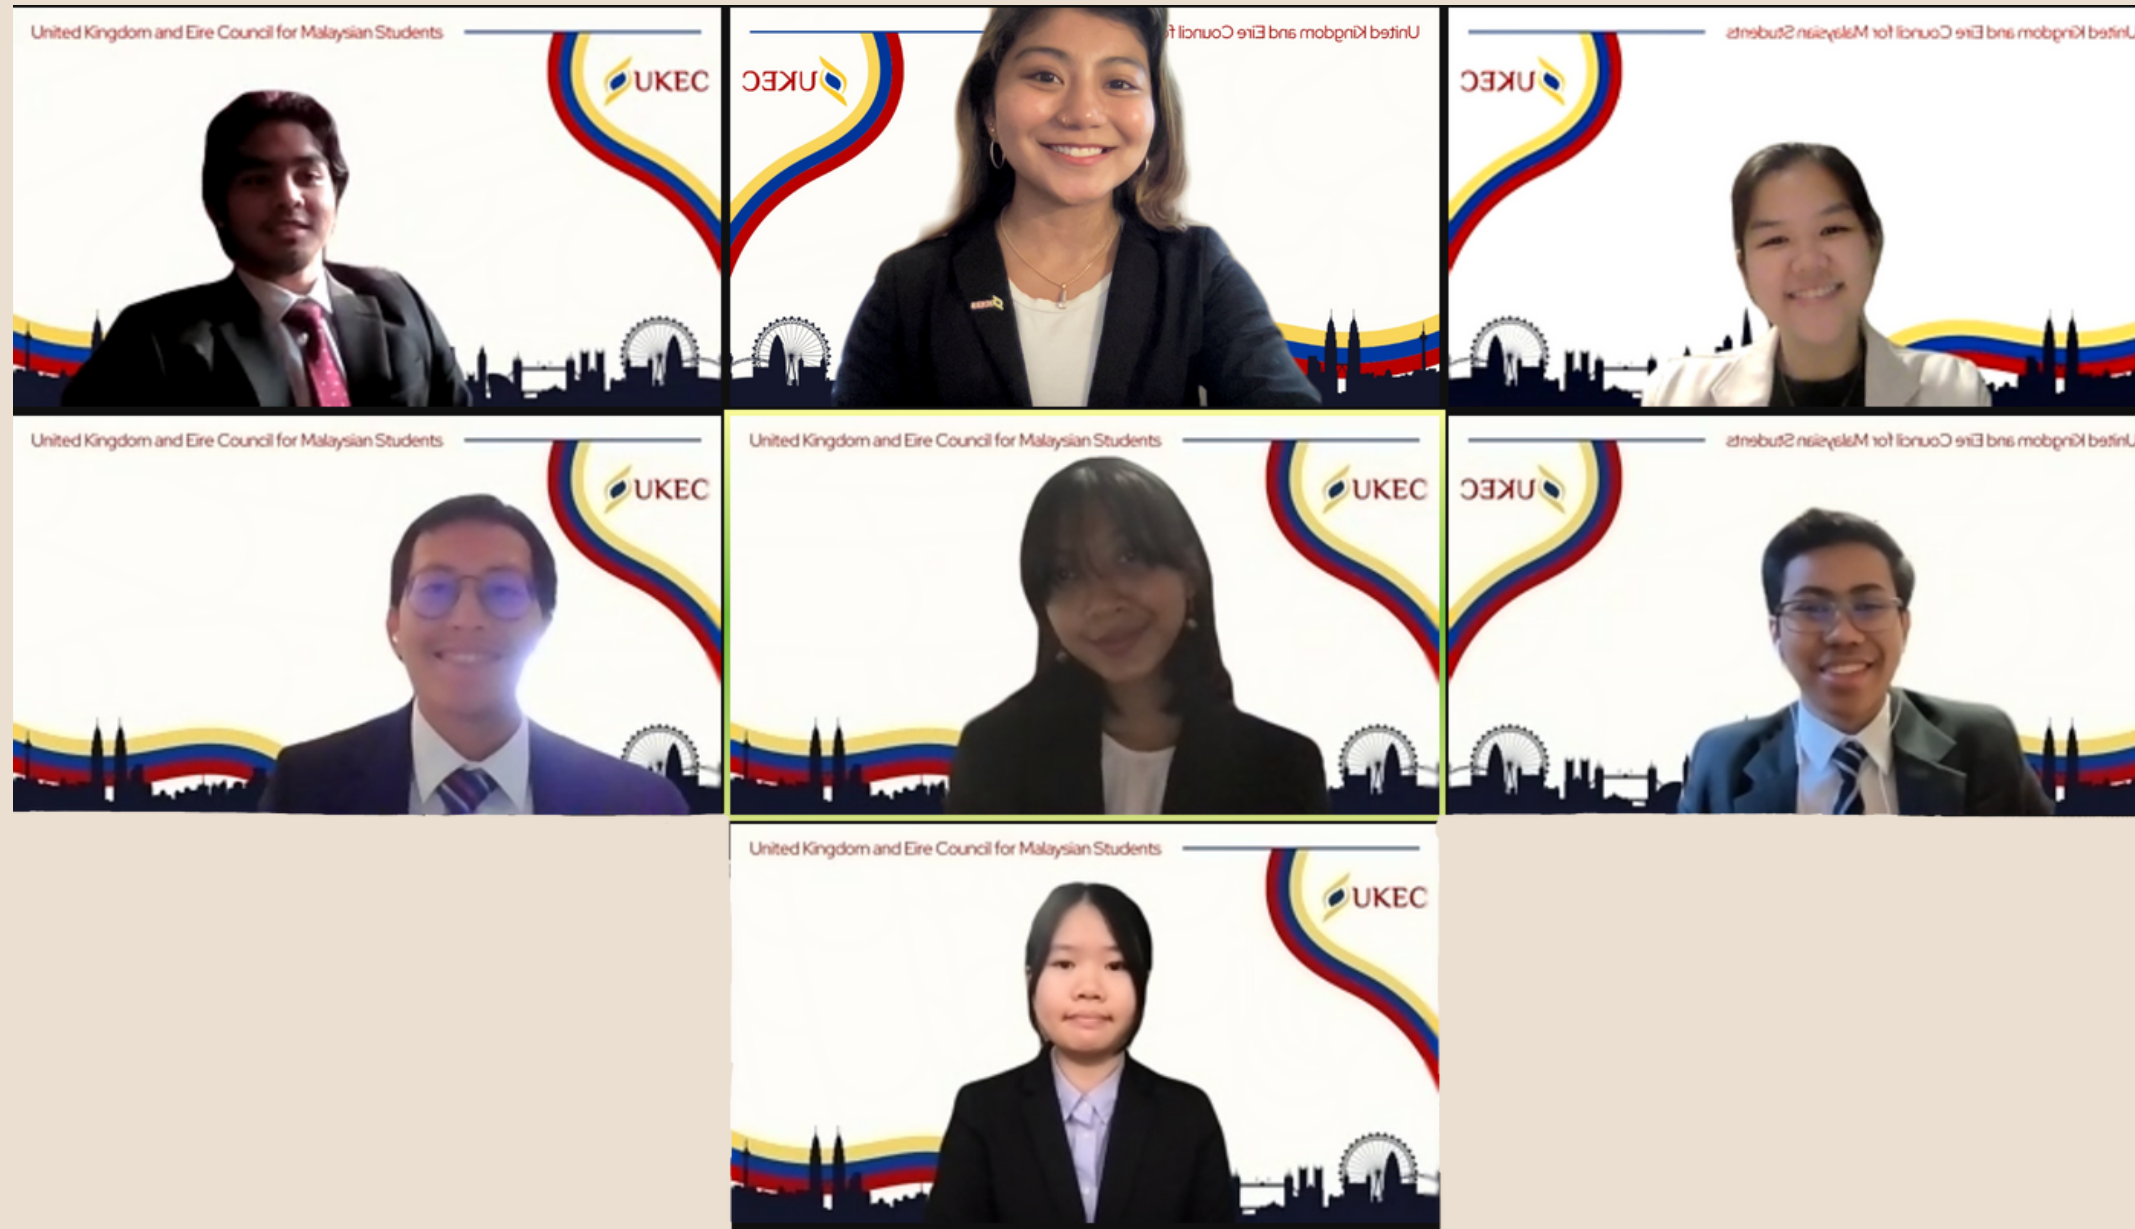 United Kingdom and Eire Council for Malaysian Students
UKEC
United Kingdom and Eire Council f
UKEC
United Kingdom and Eire Council for Malaysian Students
UKEC
United Kingdom and Eire Council for Malaysian Students
UKEC
United Kingdom and Eire Council for Malaysian Students
UKEC
United Kingdom and Eire Council for Malaysian Students
UKEC
United Kingdom and Eire Council for Malaysian Students
UKEC